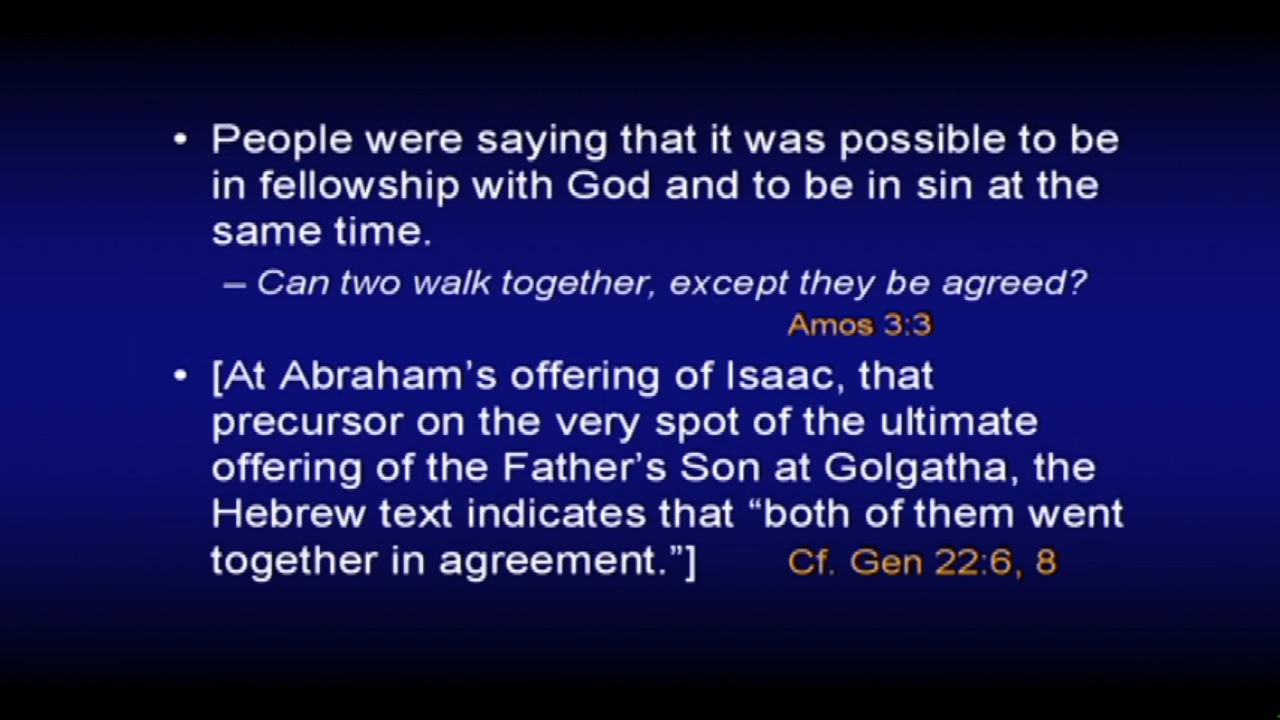 • People were saying that it was possible to be
in fellowship with God and to be in sin at the
same time.
– Can two walk together, except they be agreed?
Amos 3:3
• [At Abraham’s offering of Isaac, that
precursor on the very spot of the ultimate
offering of the Father’s Son at Golgatha, the
Hebrew text indicates that “both of them went
together in agreement.”] Cf. Gen 22:6, 8